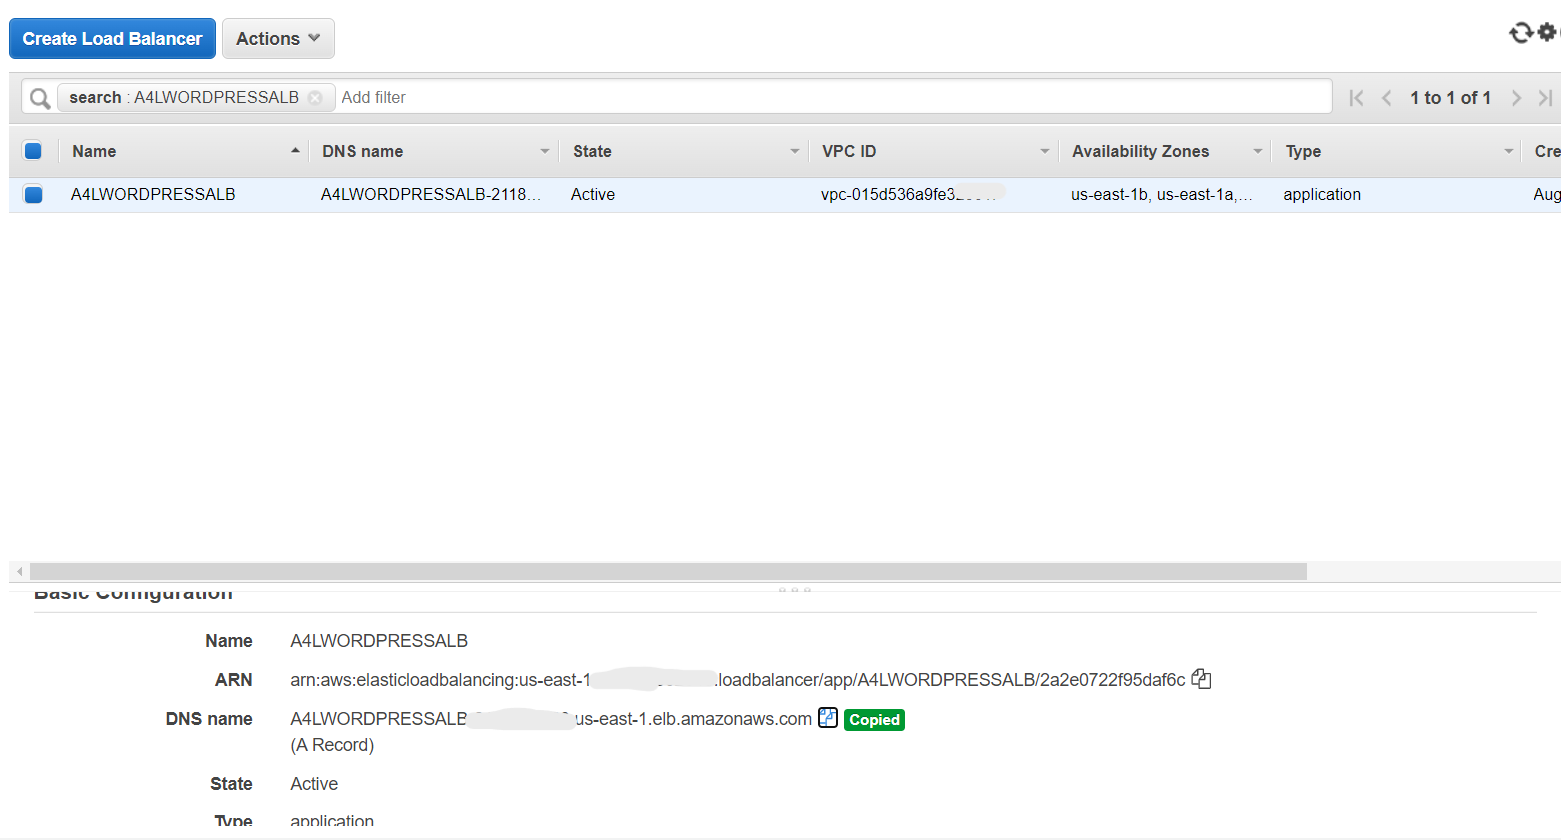 Create Load Balancer Actions
search : A4LWORDPRESSALB Add filter 1 to 1 of 1
Name DNS name State VPC ID Availability Zones Type Cre
A4LWORDPRESSALB A4LWORDPRESSALB-2118... Active vpc-015d536a9fe3 us-east-1b, us-east-1a,... application Aug
Basic Configuration
Name A4LWORDPRESSALB
ARN arn:aws:elasticloadbalancing:us-east-1 :loadbalancer/app/A4LWORDPRESSALB/2a2e0722f95daf6c
DNS name A4LWORDPRESSALB us-east-1.elb.amazonaws.com Copied
(A Record)
State Active
Type application